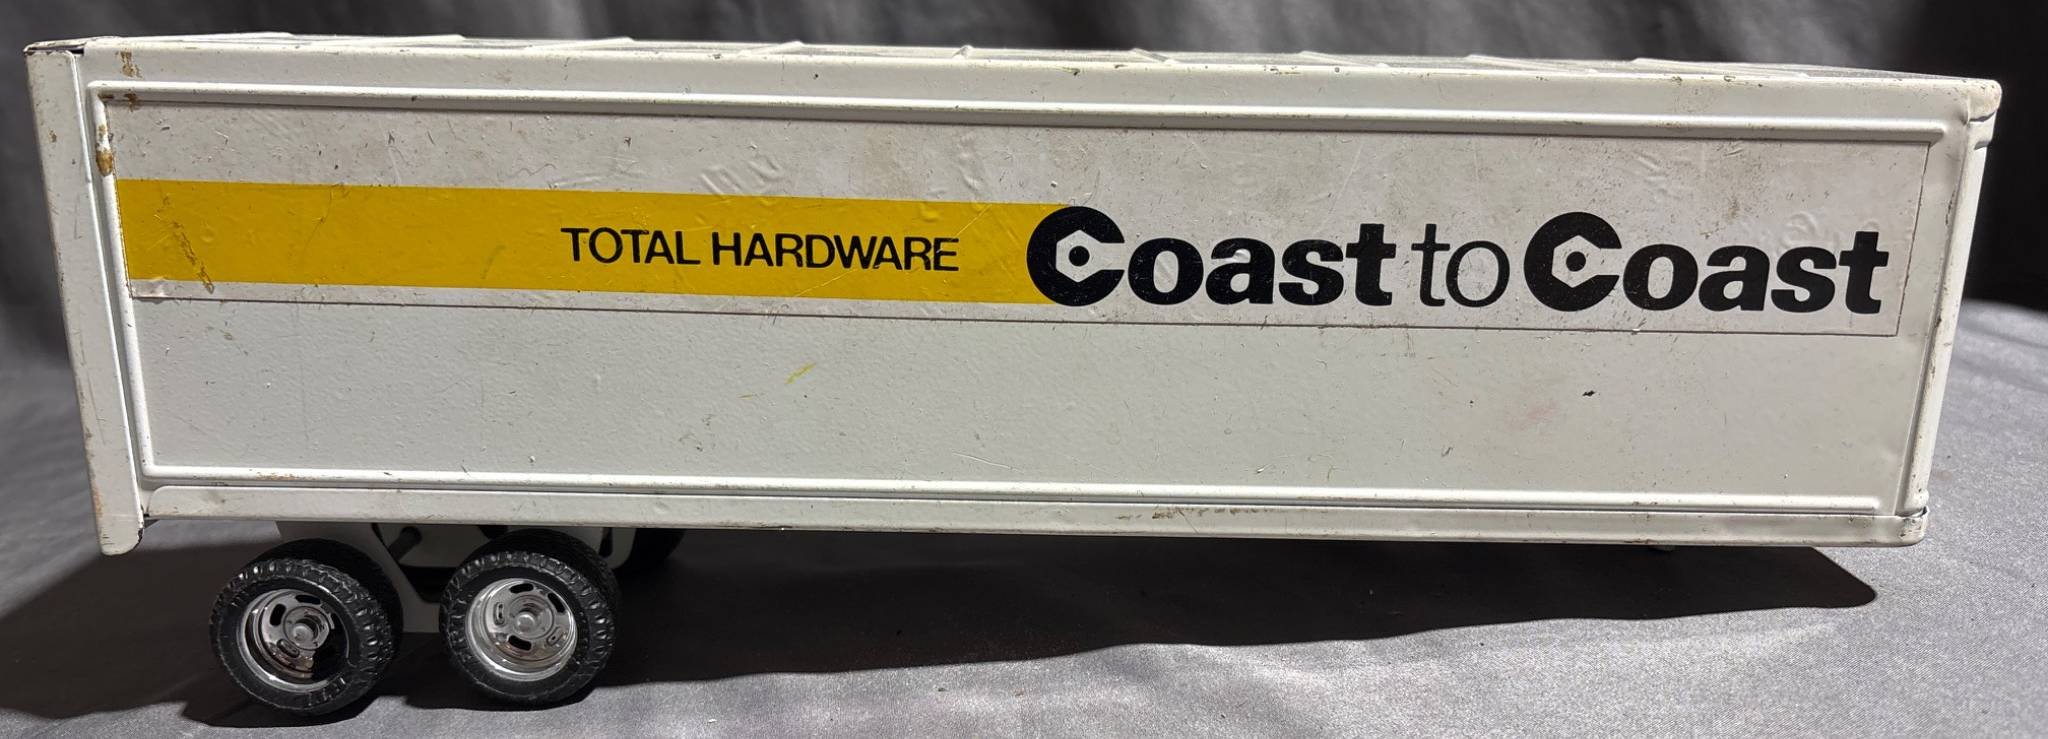 TOTAL HARDWARE Coast to Coast